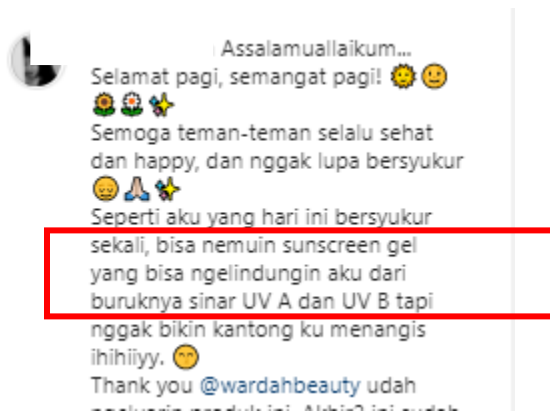 Assalamuallaikum...
Selamat pagi, semangat pagi! 🌞🙂
🌻🌼✨
Semoga teman-teman selalu sehat
dan happy, dan nggak lupa bersyukur
😌🙏🏻✨
Seperti aku yang hari ini bersyukur
sekali, bisa nemuin sunscreen gel
yang bisa ngelindungin aku dari
buruknya sinar UV A dan UV B tapi
nggak bikin kantong ku menangis
ihihiiyy. 😁
Thank you @wardahbeauty udah